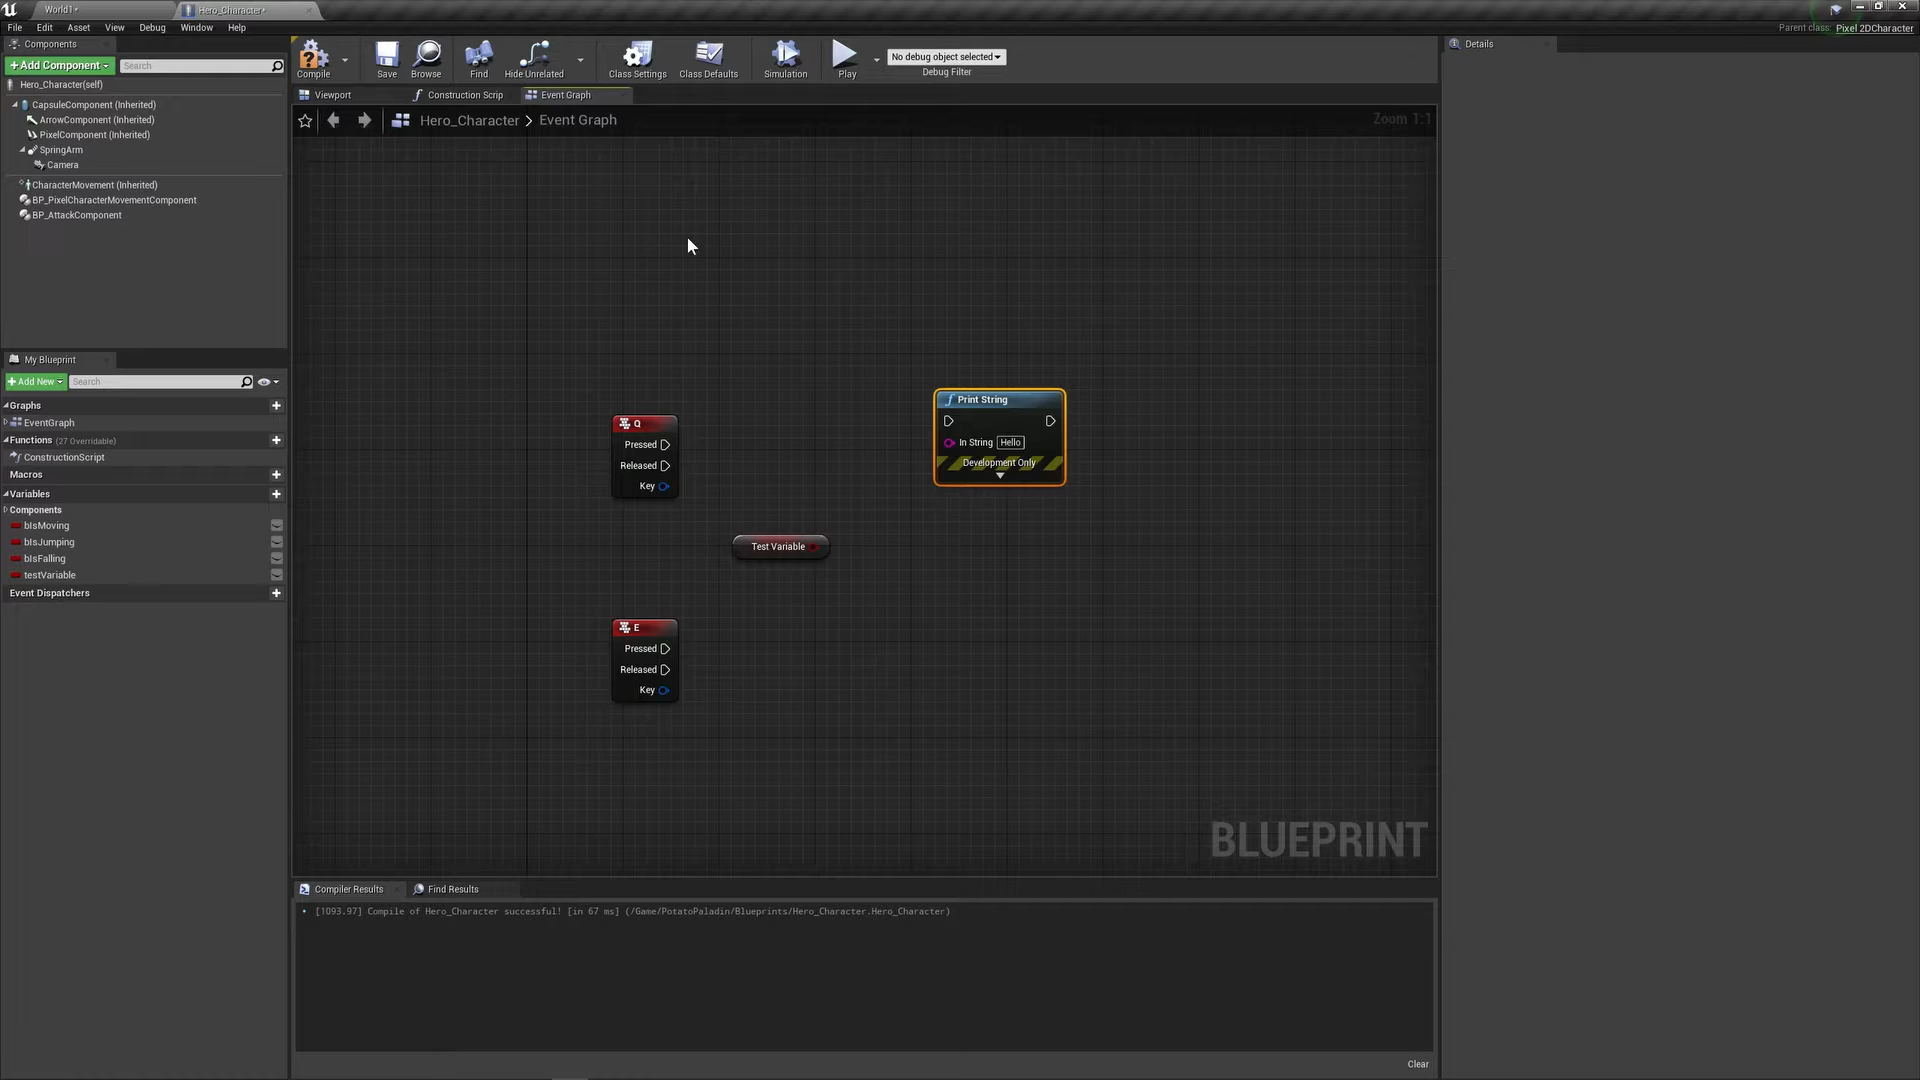 World1•
Hero_Character•
File Edit Asset View Debug Window Help
Parent class: Pixel 2DCharacter
Components
+Add Component
Search
Hero_Character(self)
CapsuleComponent (Inherited)
ArrowComponent (Inherited)
PixelComponent (Inherited)
SpringArm
Camera
CharacterMovement (Inherited)
BP_PixelCharacterMovementComponent
BP_AttackComponent
My Blueprint
+Add New
Search
Graphs
EventGraph
Functions (27 Overridable)
ConstructionScript
Macros
Variables
Components
bIsMoving
bIsJumping
bIsFalling
testVariable
Event Dispatchers
Compile
Save
Browse
Find
Hide Unrelated
Class Settings
Class Defaults
Simulation
Play
No debug object selected
Debug Filter
Viewport
Construction Scrip
Event Graph
Hero_Character > Event Graph
Zoom 1:1
Print String
In String Hello
Development Only
Q
Pressed
Released
Key
Test Variable
E
Pressed
Released
Key
BLUEPRINT
Compiler Results
Find Results
[1093.97] Compile of Hero_Character successful! [in 67 ms] (/Game/PotatoPaladin/Blueprints/Hero_Character.Hero_Character)
Clear
Details